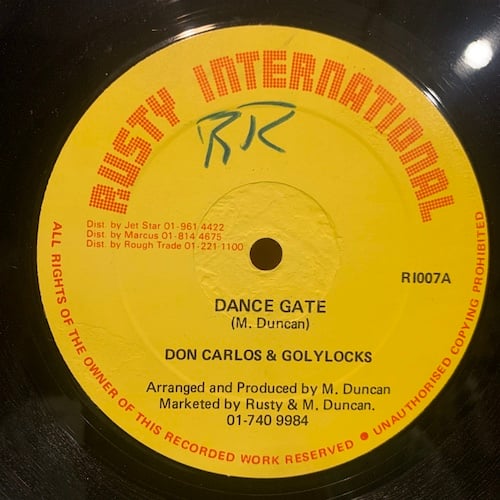 RUSTY INTERNATIONAL
RR
Dist. by Jet Star 01-961 4422
Dist. by Marcus 01-814 4675
Dist. by Rough Trade 01-221-1100
RI007A
DANCE GATE
(M. Duncan)
DON CARLOS & GOLYLOCKS
Arranged and Produced by M. Duncan
Marketed by Rusty & M. Duncan.
01-740 9984
ALL RIGHTS OF THE OWNER OF THIS RECORDED WORK RESERVED ● UNAUTHORISED COPYING PROHIBITED